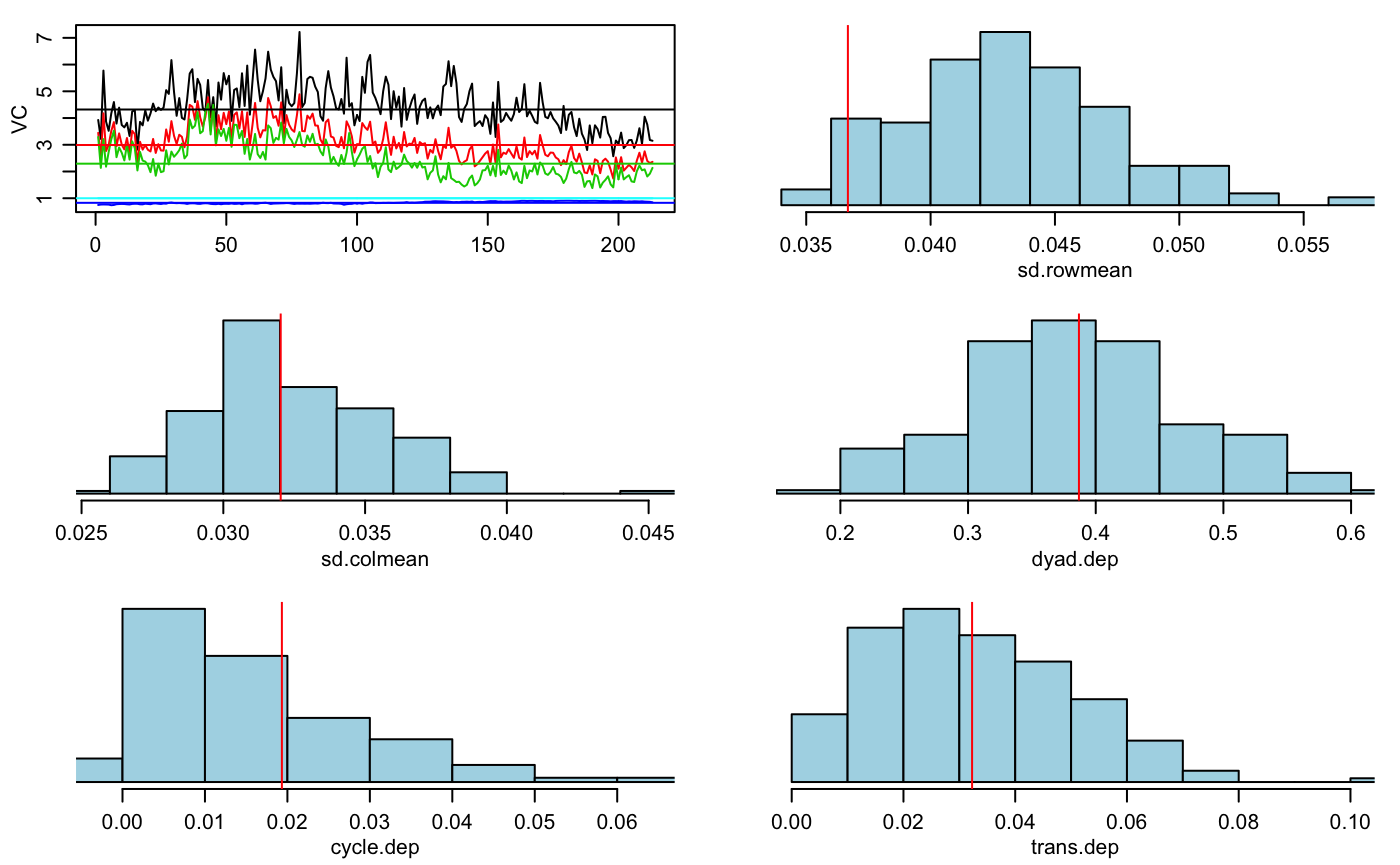 VC
7
5
3
1
0 50 100 150 200
0.035 0.040 0.045 0.050 0.055
sd.rowmean
0.025 0.030 0.035 0.040 0.045
sd.colmean
0.2 0.3 0.4 0.5 0.6
dyad.dep
0.00 0.01 0.02 0.03 0.04 0.05 0.06
cycle.dep
0.00 0.02 0.04 0.06 0.08 0.10
trans.dep